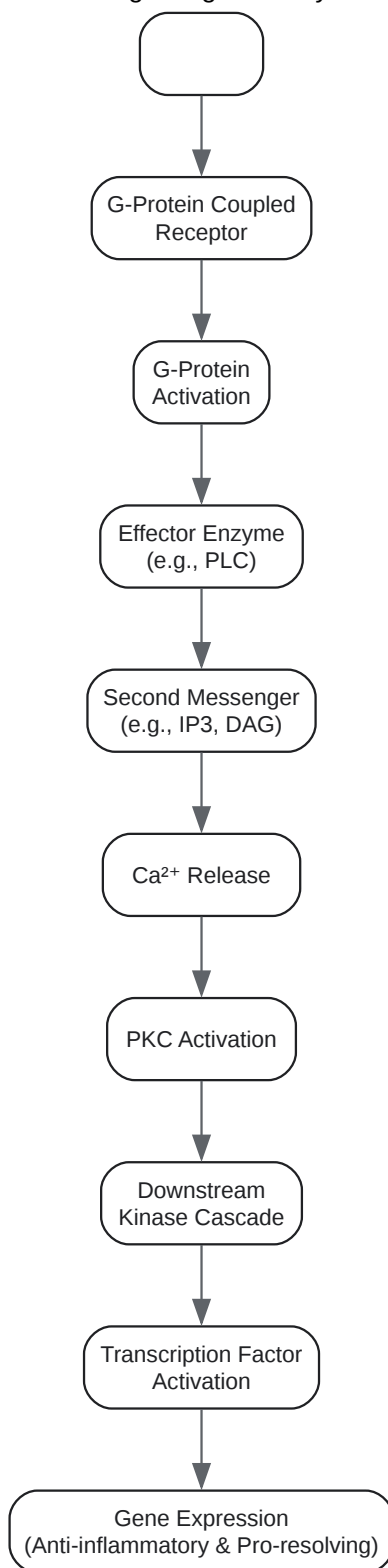 G-Protein Coupled
Receptor
G-Protein
Activation
Effector Enzyme
(e.g., PLC)
Second Messenger
(e.g., IP3, DAG)
Ca²⁺ Release
PKC Activation
Downstream
Kinase Cascade
Transcription Factor
Activation
Gene Expression
(Anti-inflammatory & Pro-resolving)